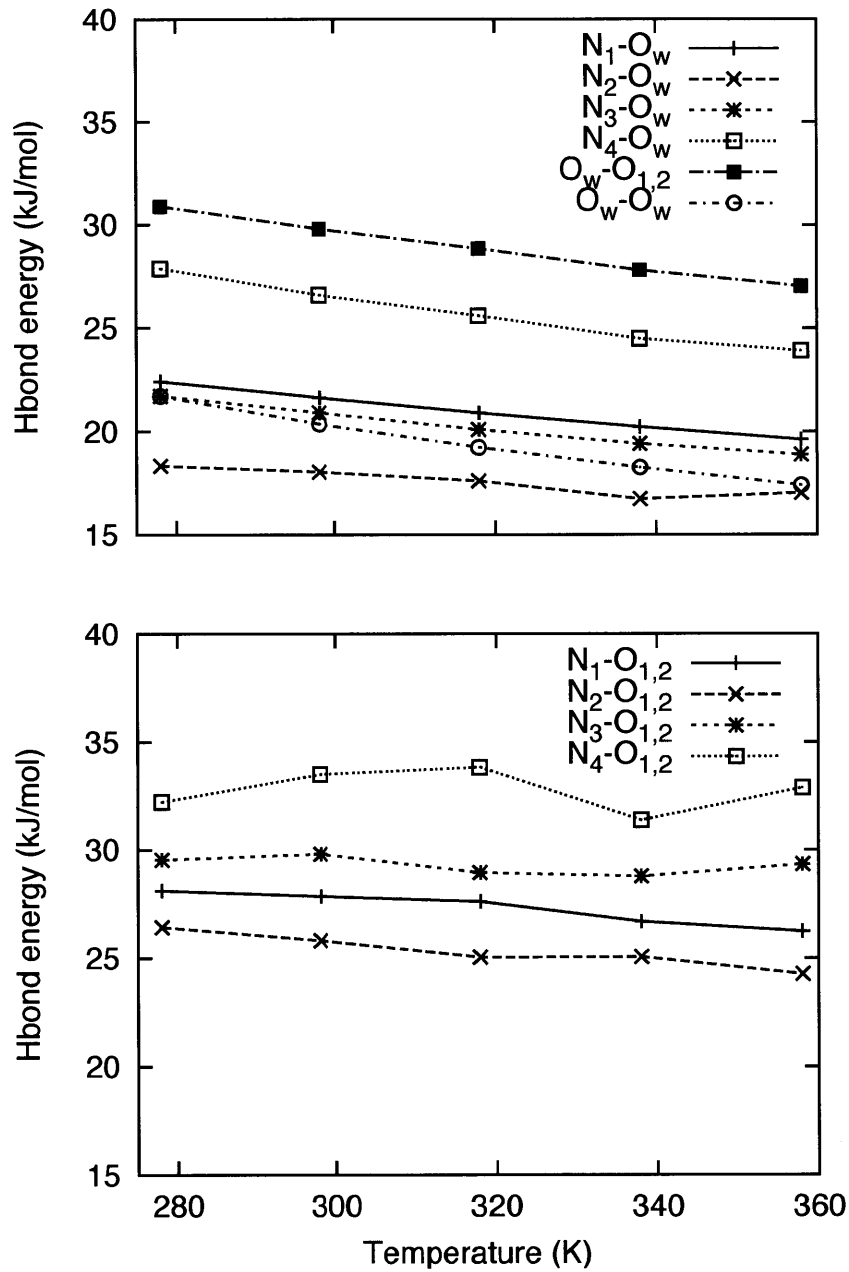 40
35
30
25
20
15
Hbond energy (kJ/mol)
N1-Ow
N2-Ow
N3-Ow
N4-Ow
Ow-O1,2
Ow-Ow
40
35
30
25
20
15
Hbond energy (kJ/mol)
N1-O1,2
N2-O1,2
N3-O1,2
N4-O1,2
280 300 320 340 360
Temperature (K)